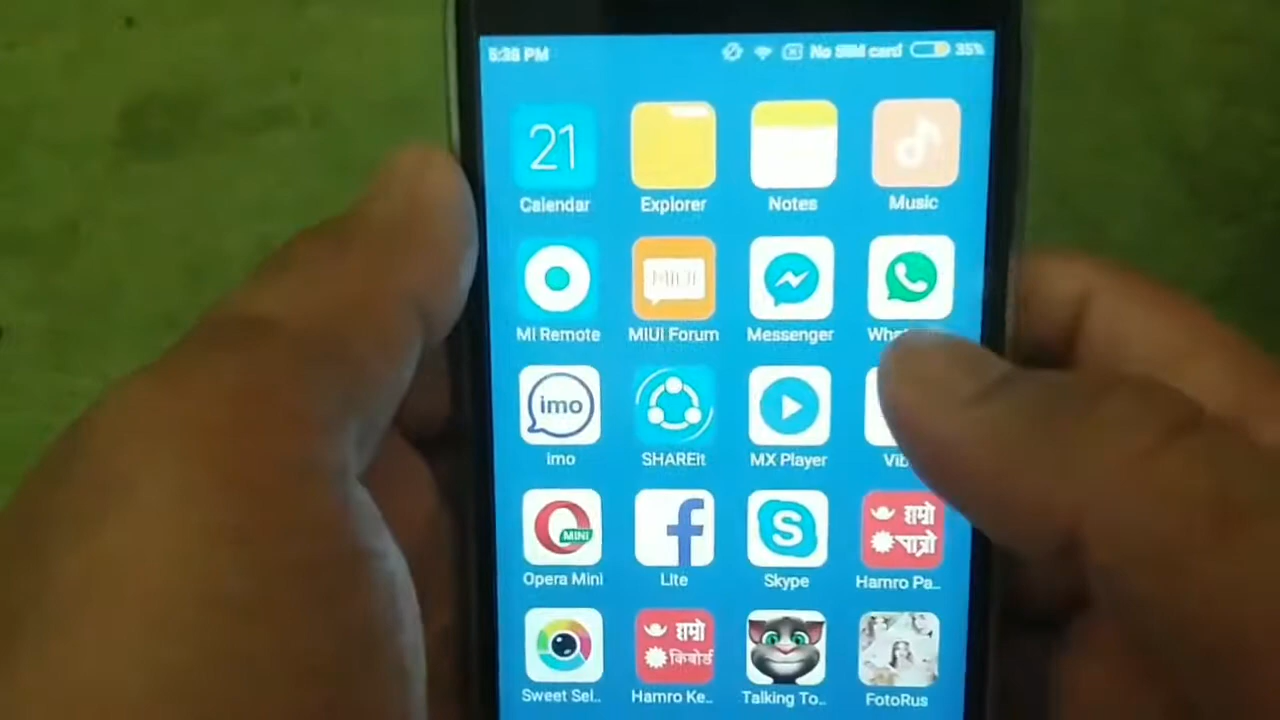 5:38 PM No SIM card 35%
21
Calendar Explorer Notes Music
MIUI
Mi Remote MIUI Forum Messenger
imo
imo SHAREit MX Player
MINI
हाम्रो
पात्रो
Opera Mini Lite Skype Hamro Pa..
हाम्रो
किबोर्ड
Sweet Sel.. Hamro Ke.. Talking To.. FotoRus